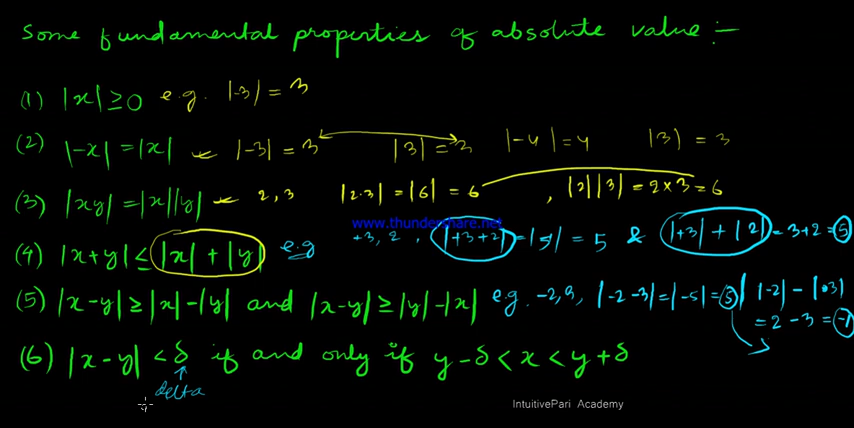 Some fundamental properties of absolute value :-
(1) |x| ≥ 0 e.g. |-3| = 3
(2) |-x| = |x| |-3| = 3 |3| = 3 |-4| = 4 |3| = 3
(3) |xy| = |x||y| 2, 3 |2·3| = |6| = 6 , |2||3| = 2 × 3 = 6
www.thundershare.net
(4) |x+y| ≤ |x| + |y| e.g +3, 2 , |+3+2| = |5| = 5 & |+3| + |2| = 3+2 = 5
(5) |x-y| ≥ |x| - |y| and |x-y| ≥ |y| - |x| e.g. -2, 3, |-2-3| = |-5| = 5 |-2| - |+3|
= 2 - 3 = -1
(6) |x-y| < δ if and only if y-δ < x < y+δ
delta
IntuitivePari Academy